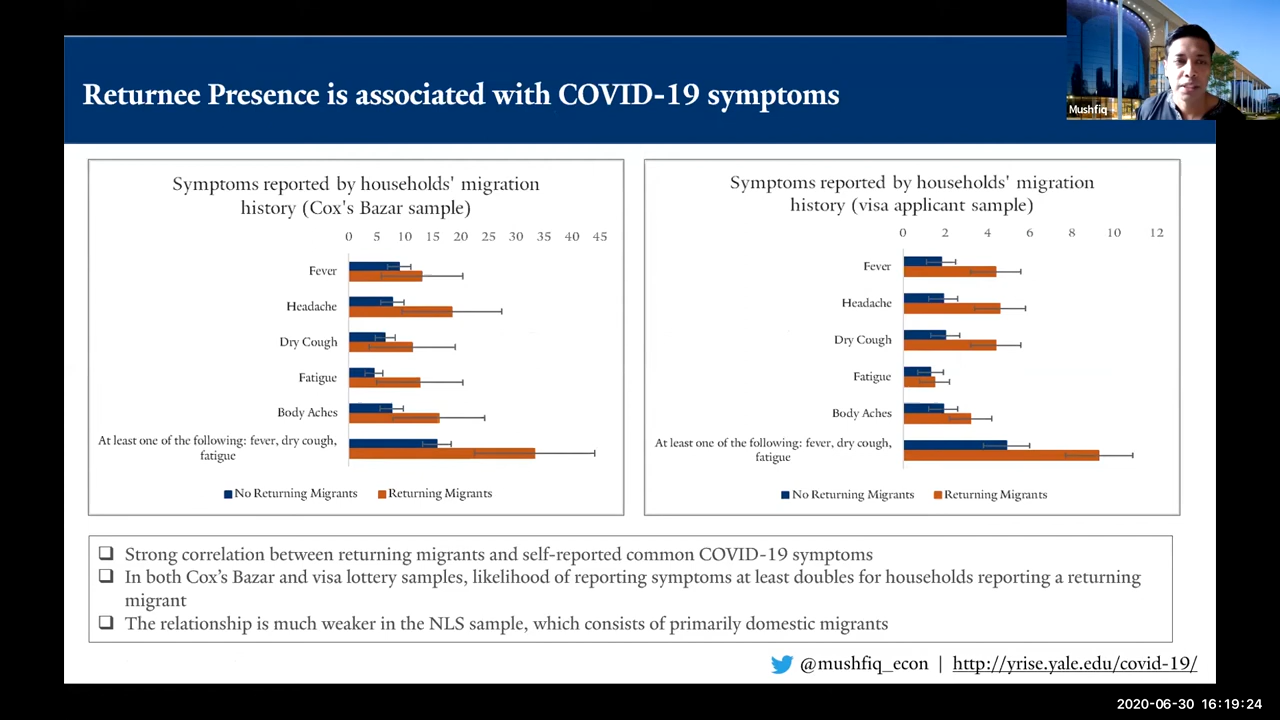 Returnee Presence is associated with COVID-19 symptoms
Mushfiq
Symptoms reported by households' migration
history (Cox's Bazar sample)
0 5 10 15 20 25 30 35 40 45
Fever
Headache
Dry Cough
Fatigue
Body Aches
At least one of the following: fever, dry cough,
fatigue
No Returning Migrants Returning Migrants
Symptoms reported by households' migration
history (visa applicant sample)
0 2 4 6 8 10 12
Fever
Headache
Dry Cough
Fatigue
Body Aches
At least one of the following: fever, dry cough,
fatigue
No Returning Migrants Returning Migrants
Strong correlation between returning migrants and self-reported common COVID-19 symptoms
In both Cox's Bazar and visa lottery samples, likelihood of reporting symptoms at least doubles for households reporting a returning
migrant
The relationship is much weaker in the NLS sample, which consists of primarily domestic migrants
@mushfiq_econ | http://yrise.yale.edu/covid-19/
2020-06-30 16:19:24